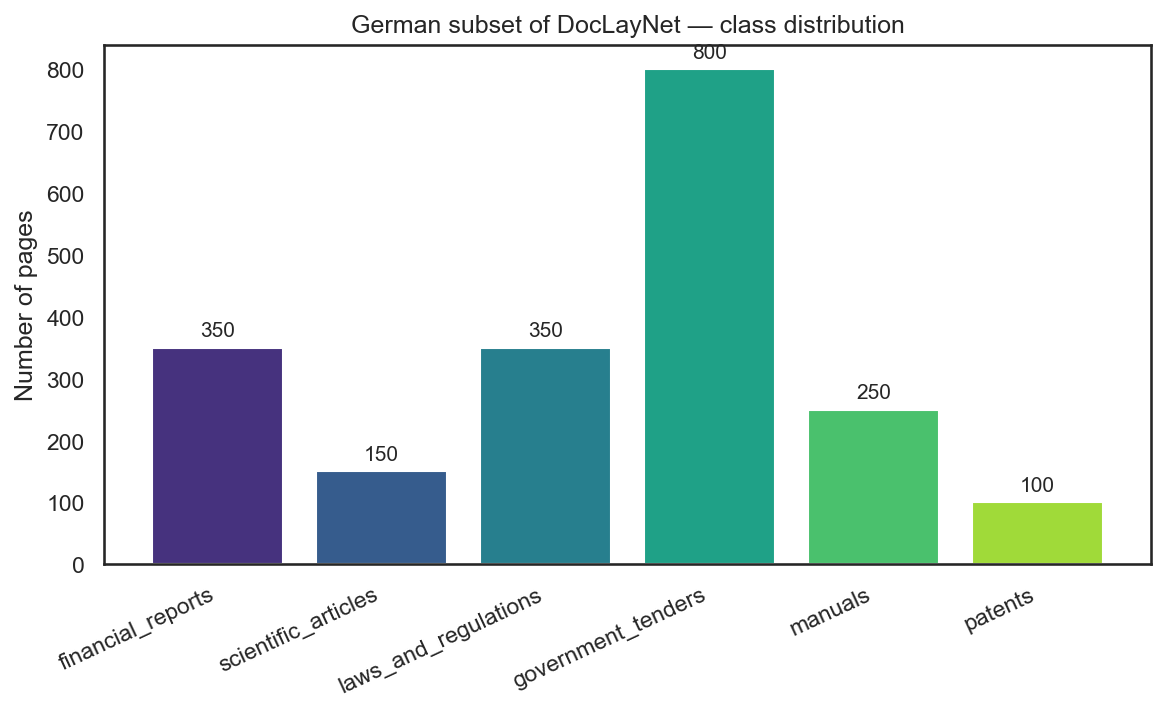 German subset of DocLayNet — class distribution
Number of pages
800
700
600
500
400
300
200
100
0
350
150
350
800
250
100
financial_reports
scientific_articles
laws_and_regulations
government_tenders
manuals
patents